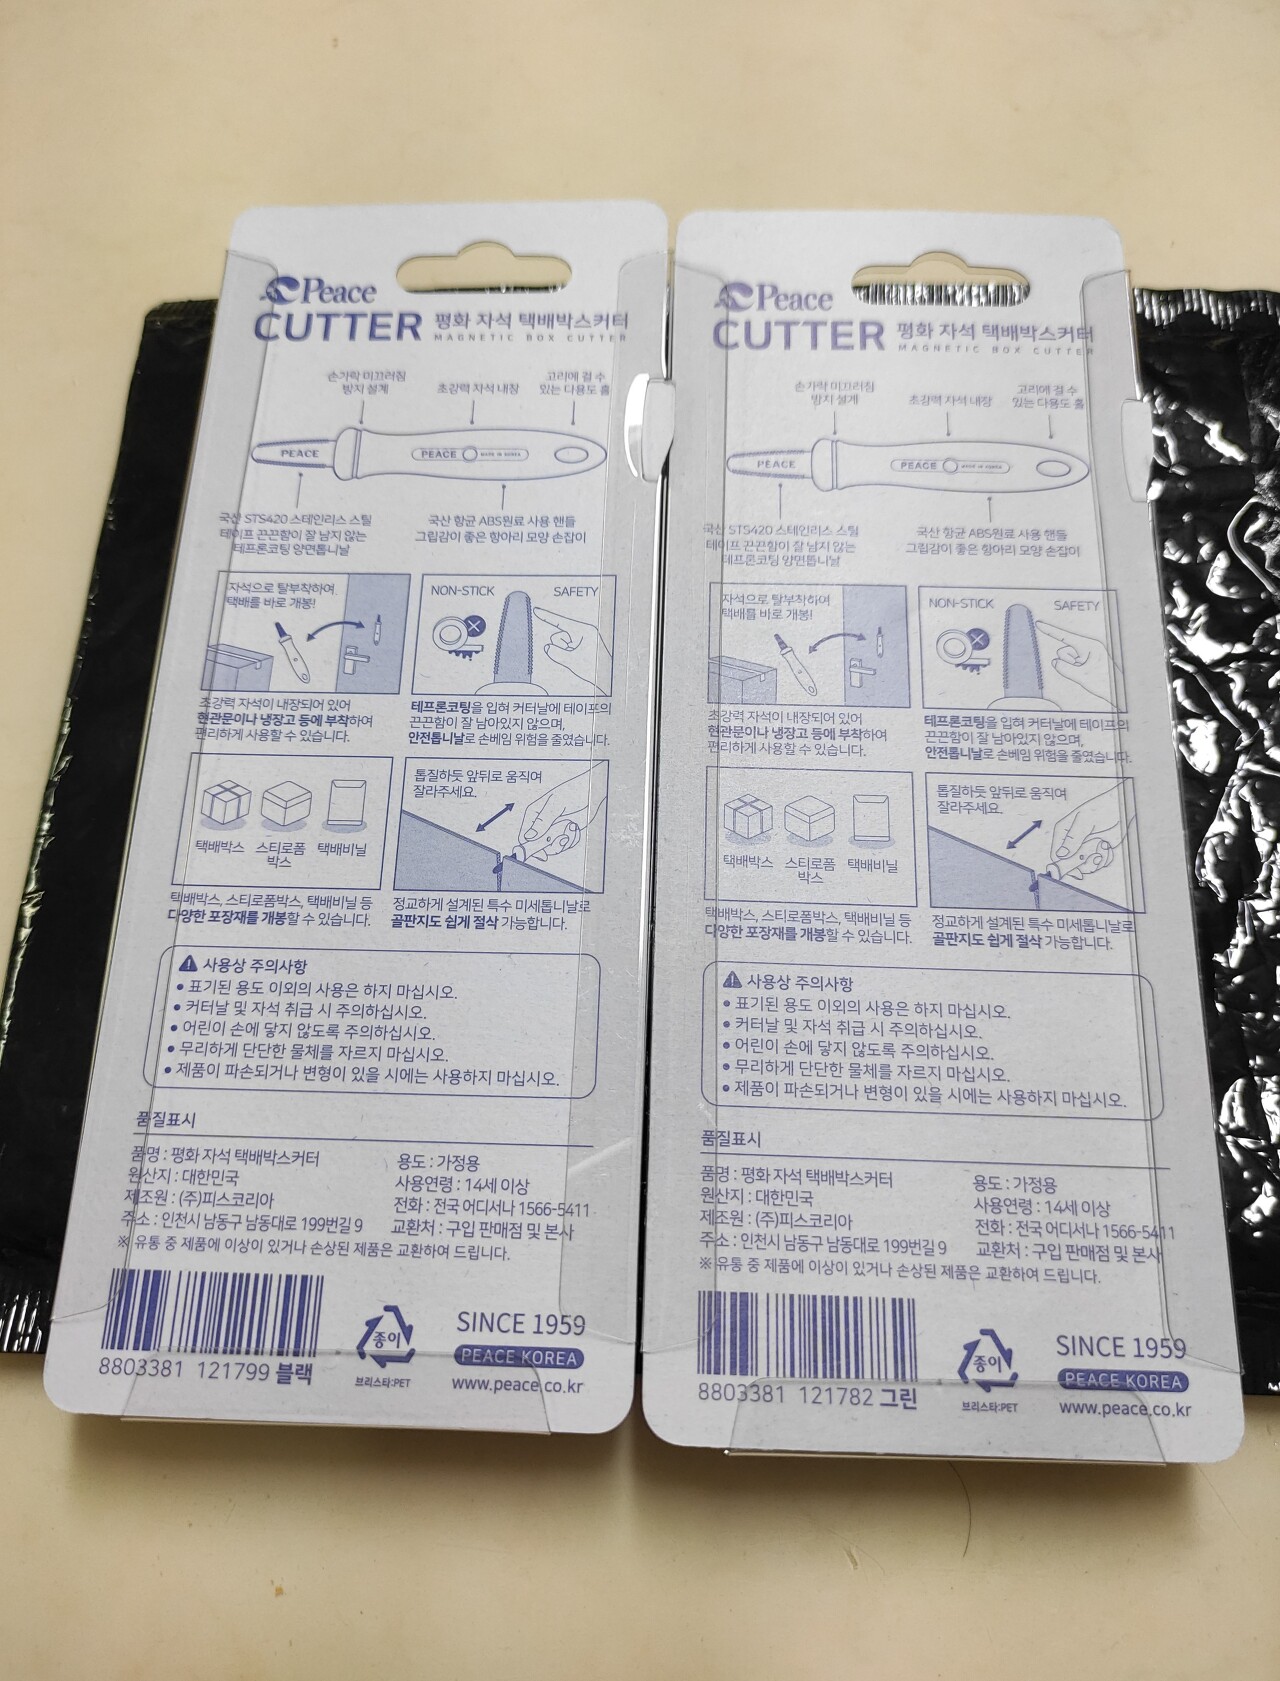 Peace
CUTTER 평화 자석 택배박스커터
MAGNETIC BOX CUTTER
손가락 미끄러짐
방지 설계
초강력 자석 내장
고리에 걸 수
있는 다용도 홀
PEACE
PEACE MADE IN KOREA
국산 STS420 스테인리스 스틸
테이프 끈끈함이 잘 남지 않는
테프론코팅 양면톱니날
국산 항균 ABS원료 사용 핸들
그립감이 좋은 항아리 모양 손잡이
자석으로 탈부착하여
택배를 바로 개봉!
NON-STICK SAFETY
초강력 자석이 내장되어 있어
현관문이나 냉장고 등에 부착하여
편리하게 사용할 수 있습니다.
테프론코팅을 입혀 커터날에 테이프의
끈끈함이 잘 남아있지 않으며,
안전톱니날로 손베임 위험을 줄였습니다.
택배박스 스티로폼 택배비닐
박스
톱질하듯 앞뒤로 움직여
잘라주세요.
택배박스, 스티로폼박스, 택배비닐 등
다양한 포장재를 개봉할 수 있습니다.
정교하게 설계된 특수 미세톱니날로
골판지도 쉽게 절삭 가능합니다.
사용상 주의사항
• 표기된 용도 이외의 사용은 하지 마십시오.
• 커터날 및 자석 취급 시 주의하십시오.
• 어린이 손에 닿지 않도록 주의하십시오.
• 무리하게 단단한 물체를 자르지 마십시오.
• 제품이 파손되거나 변형이 있을 시에는 사용하지 마십시오.
품질표시
품명 : 평화 자석 택배박스커터
원산지 : 대한민국
제조원 : (주)피스코리아
주소 : 인천시 남동구 남동대로 199번길 9
용도 : 가정용
사용연령 : 14세 이상
전화 : 전국 어디서나 1566-5411
교환처 : 구입 판매점 및 본사
※ 유통 중 제품에 이상이 있거나 손상된 제품은 교환하여 드립니다.
8803381 121799 블랙
종이
브리스타:PET
SINCE 1959
PEACE KOREA
www.peace.co.kr
Peace
CUTTER 평화 자석 택배박스커터
MAGNETIC BOX CUTTER
손가락 미끄러짐
방지 설계
초강력 자석 내장
고리에 걸 수
있는 다용도 홀
PEACE
PEACE MADE IN KOREA
국산 STS420 스테인리스 스틸
테이프 끈끈함이 잘 남지 않는
테프론코팅 양면톱니날
국산 항균 ABS원료 사용 핸들
그립감이 좋은 항아리 모양 손잡이
자석으로 탈부착하여
택배를 바로 개봉!
NON-STICK SAFETY
초강력 자석이 내장되어 있어
현관문이나 냉장고 등에 부착하여
편리하게 사용할 수 있습니다.
테프론코팅을 입혀 커터날에 테이프의
끈끈함이 잘 남아있지 않으며,
안전톱니날로 손베임 위험을 줄였습니다.
택배박스 스티로폼 택배비닐
박스
톱질하듯 앞뒤로 움직여
잘라주세요.
택배박스, 스티로폼박스, 택배비닐 등
다양한 포장재를 개봉할 수 있습니다.
정교하게 설계된 특수 미세톱니날로
골판지도 쉽게 절삭 가능합니다.
사용상 주의사항
• 표기된 용도 이외의 사용은 하지 마십시오.
• 커터날 및 자석 취급 시 주의하십시오.
• 어린이 손에 닿지 않도록 주의하십시오.
• 무리하게 단단한 물체를 자르지 마십시오.
• 제품이 파손되거나 변형이 있을 시에는 사용하지 마십시오.
품질표시
품명 : 평화 자석 택배박스커터
원산지 : 대한민국
제조원 : (주)피스코리아
주소 : 인천시 남동구 남동대로 199번길 9
용도 : 가정용
사용연령 : 14세 이상
전화 : 전국 어디서나 1566-5411
교환처 : 구입 판매점 및 본사
※ 유통 중 제품에 이상이 있거나 손상된 제품은 교환하여 드립니다.
8803381 121782 그린
종이
브리스타:PET
SINCE 1959
PEACE KOREA
www.peace.co.kr